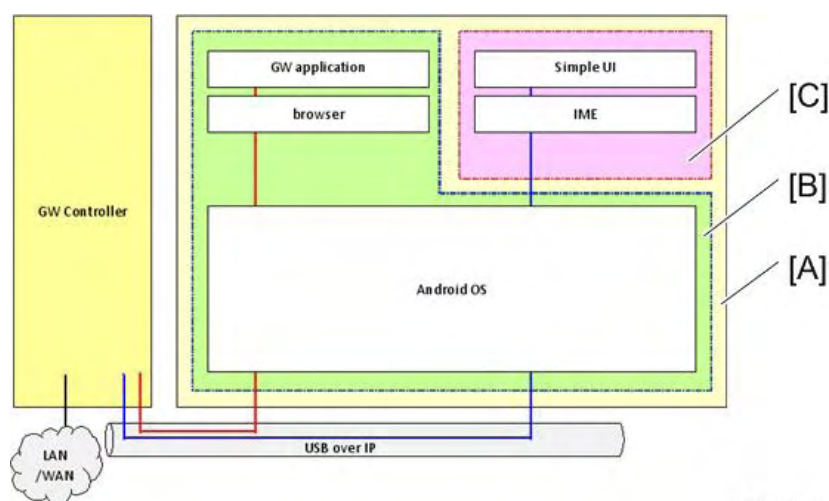 GW Controller
GW application
browser
Simple UI
IME
[C]
[B]
[A]
Android OS
USB over IP
LAN
/WAN